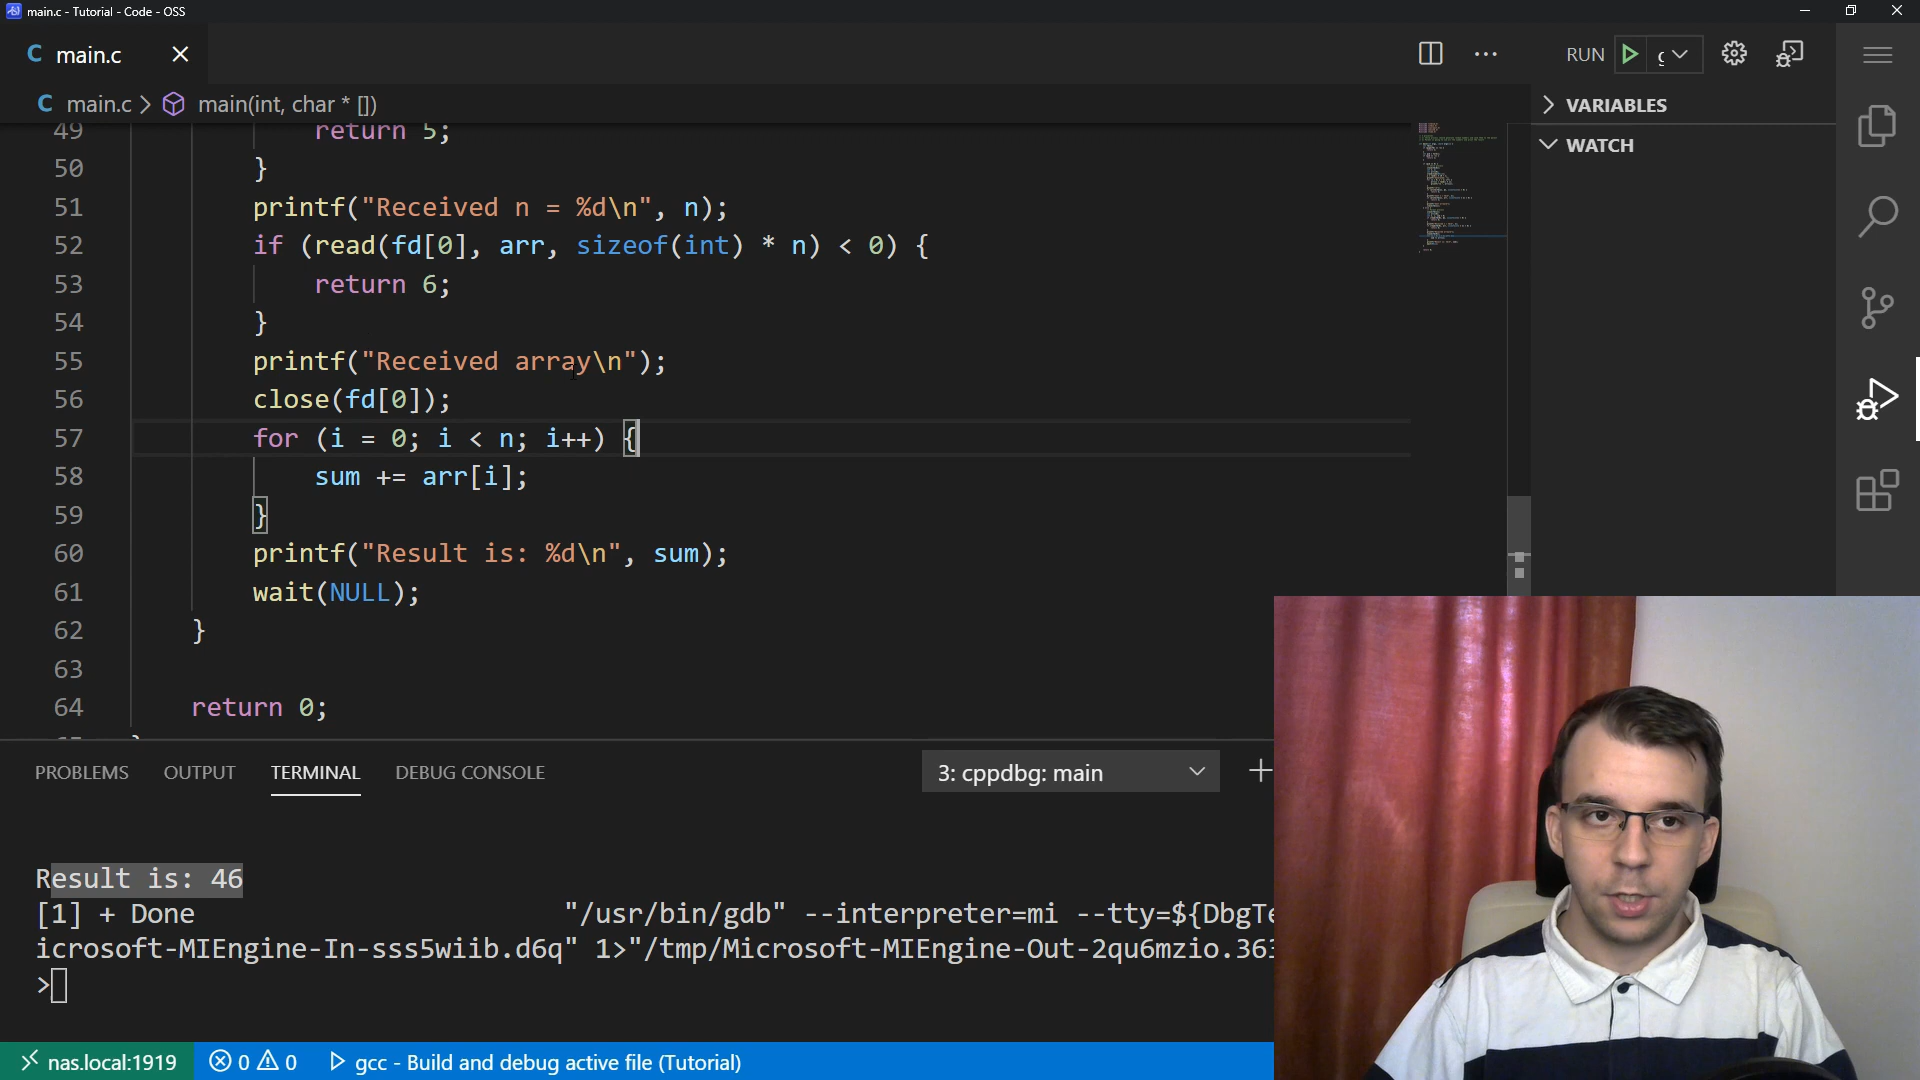 main.c - Tutorial - Code - OSS
C main.c
RUN
C main.c > main(int, char * [])
VARIABLES
WATCH
49 return 5;
50 }
51 printf("Received n = %d\n", n);
52 if (read(fd[0], arr, sizeof(int) * n) < 0) {
53 return 6;
54 }
55 printf("Received array\n");
56 close(fd[0]);
57 for (i = 0; i < n; i++) {
58 sum += arr[i];
59 }
60 printf("Result is: %d\n", sum);
61 wait(NULL);
62 }
63
64 return 0;
PROBLEMS OUTPUT TERMINAL DEBUG CONSOLE
3: cppdbg: main
Result is: 46
[1] + Done "/usr/bin/gdb" --interpreter=mi --tty=${DbgTe
icrosoft-MIEngine-In-sss5wiib.d6q" 1>"/tmp/Microsoft-MIEngine-Out-2qu6mzio.363
>
nas.local:1919 0 0 gcc - Build and debug active file (Tutorial)